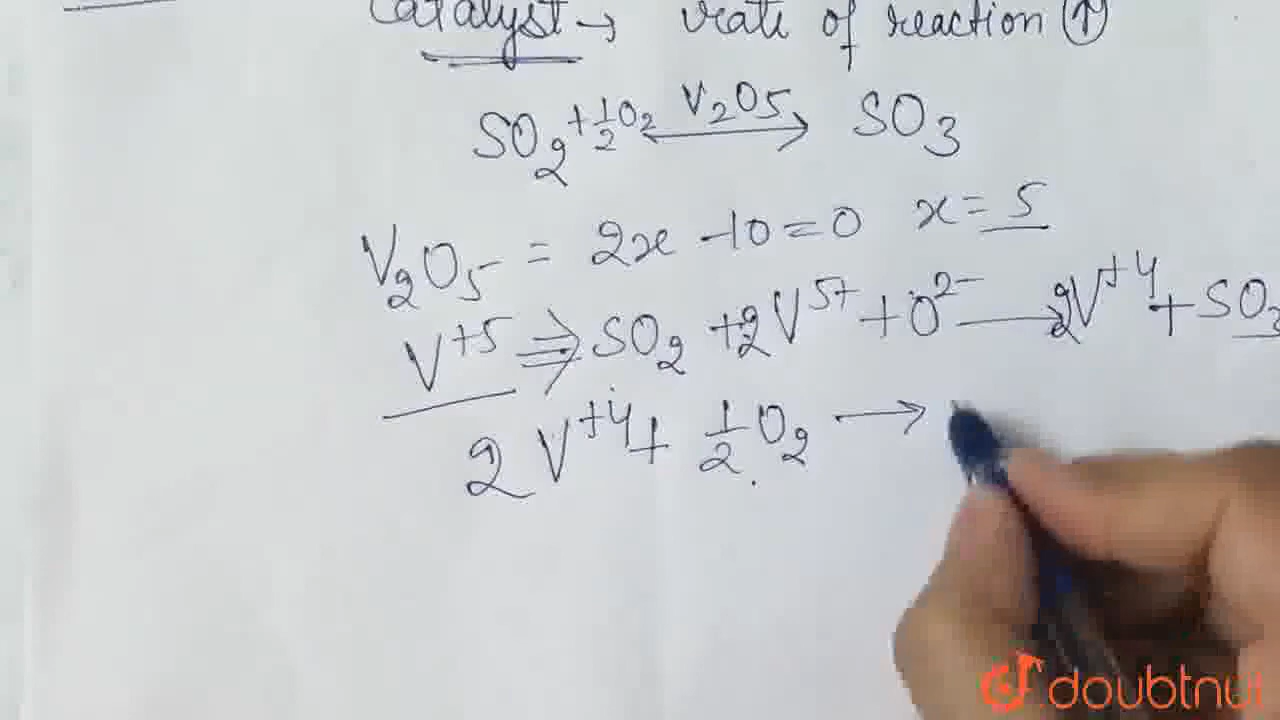 Catalyst → rate of reaction (↑)
SO2 + 1/2 O2 ⟷ V2O5 SO3
V2O5 = 2x - 10 = 0 x = 5
V+5 ⇒ SO2 + 2V5+ + O2- → 2V+4 + SO3
2V+4 + 1/2 O2 →
doubtnut